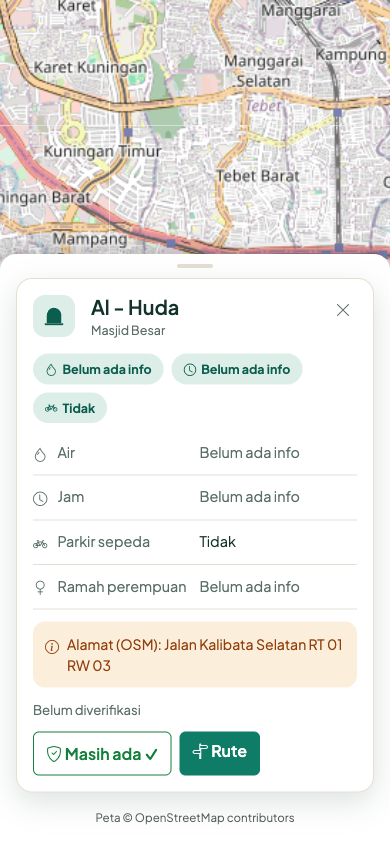 Karet
Manggarai
Karet Kuningan
Manggarai
Selatan
Kampung
Tebet
Kuningan Timur
Tebet Barat
ningan Barat
Mampang
Al - Huda
Masjid Besar
Belum ada info
Belum ada info
Tidak
Air Belum ada info
Jam Belum ada info
Parkir sepeda Tidak
Ramah perempuan Belum ada info
Alamat (OSM): Jalan Kalibata Selatan RT 01
RW 03
Belum diverifikasi
Masih ada ✓ Rute
Peta © OpenStreetMap contributors